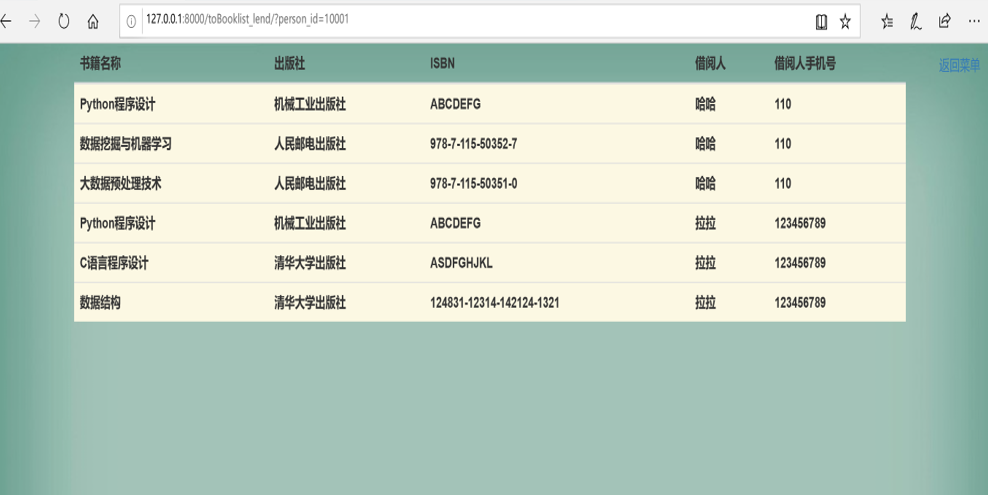 127.0.0.1:8000/toBooklist_lend/?person_id=10001
书籍名称 出版社 ISBN 借阅人 借阅人手机号 返回菜单
Python程序设计 机械工业出版社 ABCDEFG 哈哈 110
数据挖掘与机器学习 人民邮电出版社 978-7-115-50352-7 哈哈 110
大数据预处理技术 人民邮电出版社 978-7-115-50351-0 哈哈 110
Python程序设计 机械工业出版社 ABCDEFG 拉拉 123456789
C语言程序设计 清华大学出版社 ASDFGHJKL 拉拉 123456789
数据结构 清华大学出版社 124831-12314-142124-1321 拉拉 123456789